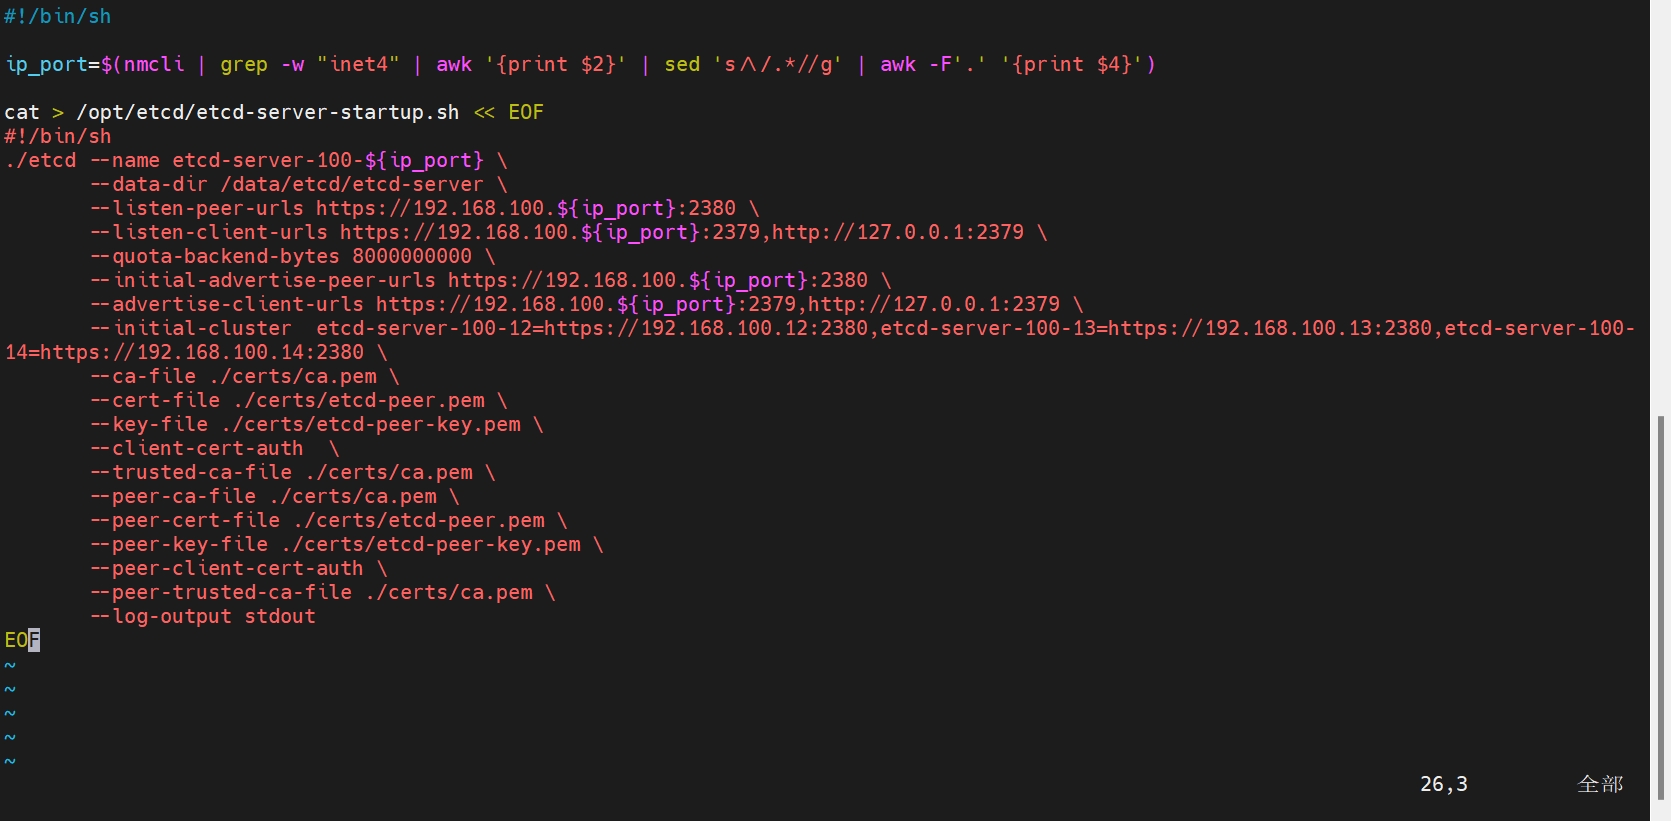 #!/bin/sh
ip_port=$(nmcli | grep -w "inet4" | awk '{print $2}' | sed 's/\/.*//g' | awk -F'.' '{print $4}')
cat > /opt/etcd/etcd-server-startup.sh << EOF
#!/bin/sh
./etcd --name etcd-server-100-${ip_port} \
        --data-dir /data/etcd/etcd-server \
        --listen-peer-urls https://192.168.100.${ip_port}:2380 \
        --listen-client-urls https://192.168.100.${ip_port}:2379,http://127.0.0.1:2379 \
        --quota-backend-bytes 8000000000 \
        --initial-advertise-peer-urls https://192.168.100.${ip_port}:2380 \
        --advertise-client-urls https://192.168.100.${ip_port}:2379,http://127.0.0.1:2379 \
        --initial-cluster  etcd-server-100-12=https://192.168.100.12:2380,etcd-server-100-13=https://192.168.100.13:2380,etcd-server-100-
14=https://192.168.100.14:2380 \
        --ca-file ./certs/ca.pem \
        --cert-file ./certs/etcd-peer.pem \
        --key-file ./certs/etcd-peer-key.pem \
        --client-cert-auth  \
        --trusted-ca-file ./certs/ca.pem \
        --peer-ca-file ./certs/ca.pem \
        --peer-cert-file ./certs/etcd-peer.pem \
        --peer-key-file ./certs/etcd-peer-key.pem \
        --peer-client-cert-auth \
        --peer-trusted-ca-file ./certs/ca.pem \
        --log-output stdout
EOF
~
~
~
~
~
26,3 全部